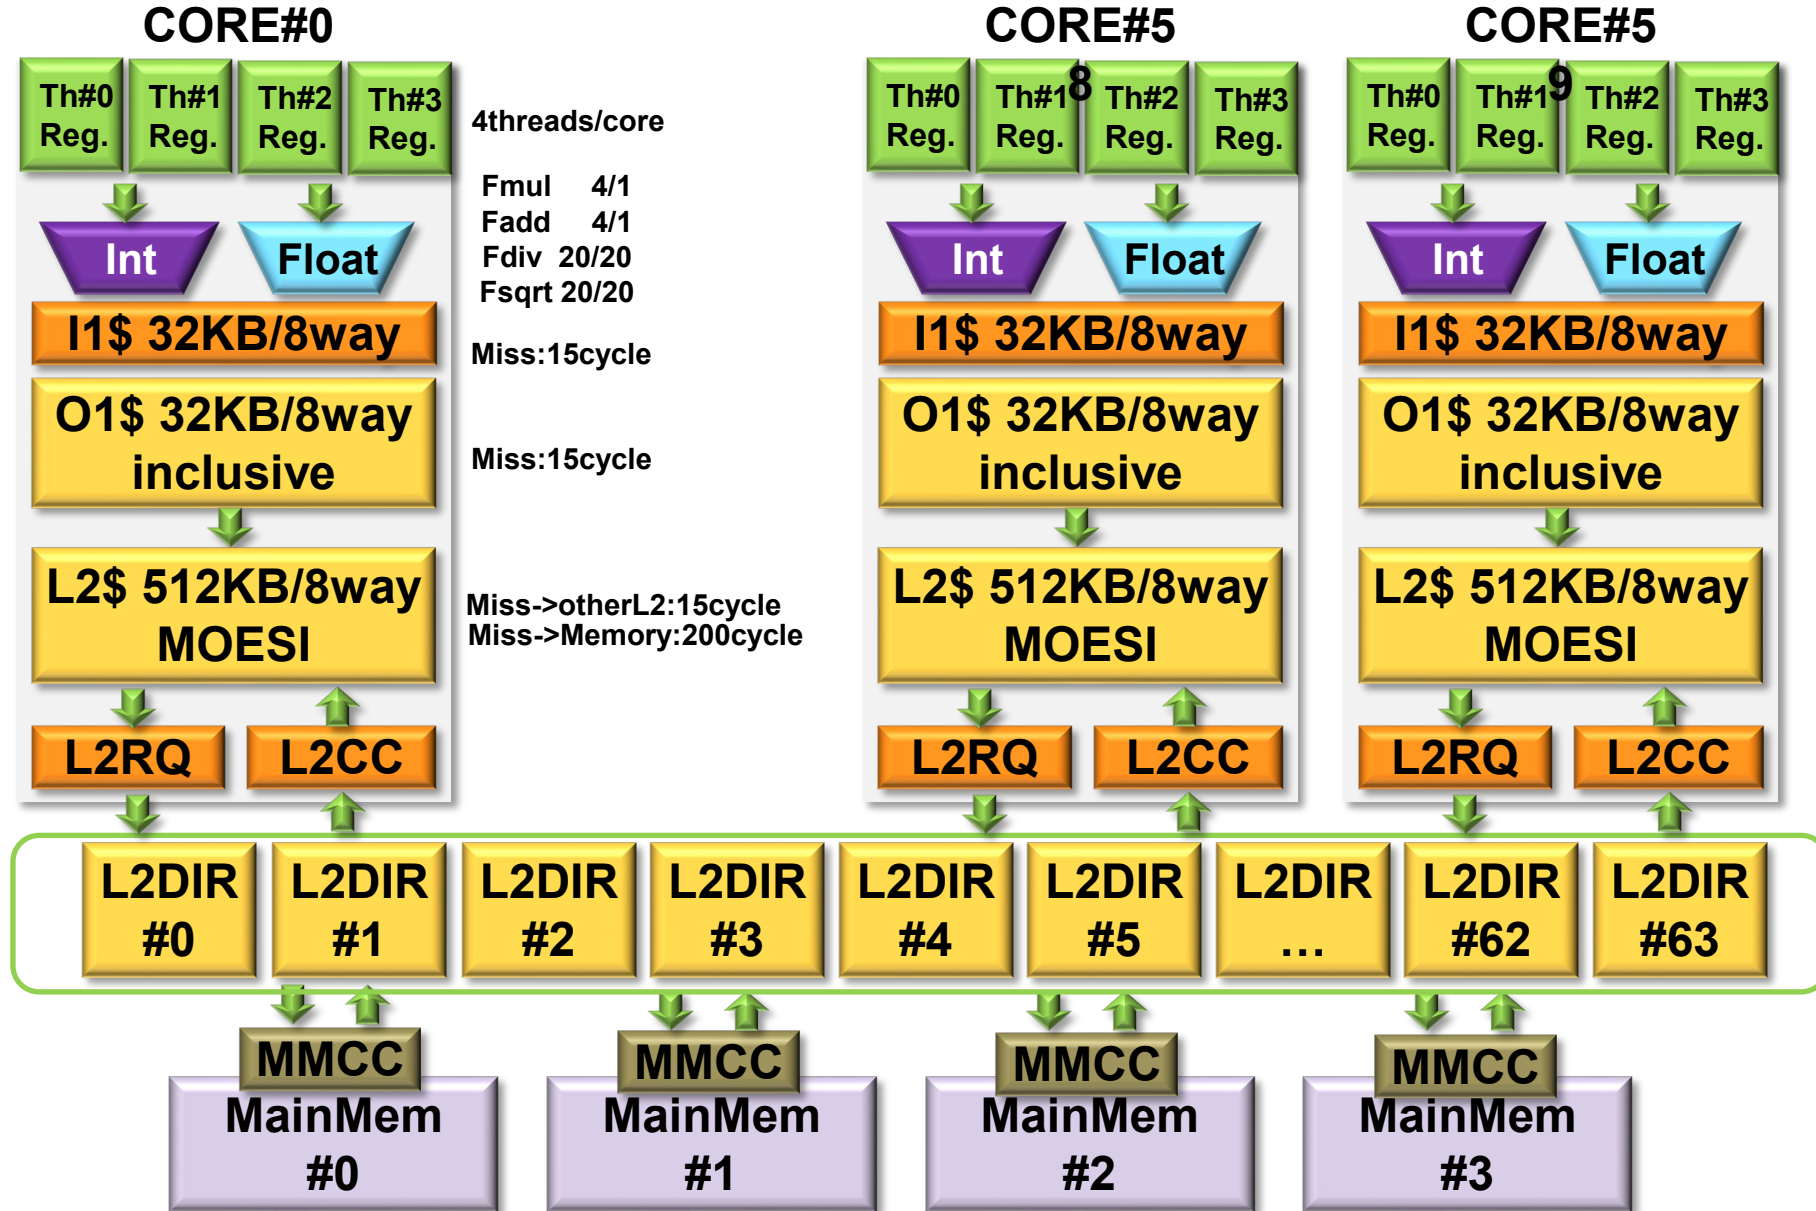 CORE#0
Th#0
Reg.
Th#1
Reg.
Th#2
Reg.
Th#3
Reg.
Int
Float
I1$ 32KB/8way
O1$ 32KB/8way
inclusive
L2$ 512KB/8way
MOESI
L2RQ
L2CC
4threads/core
Fmul 4/1
Fadd 4/1
Fdiv 20/20
Fsqrt 20/20
Miss:15cycle
Miss:15cycle
Miss->otherL2:15cycle
Miss->Memory:200cycle
CORE#5
8
Th#0
Reg.
Th#1
Reg.
Th#2
Reg.
Th#3
Reg.
Int
Float
I1$ 32KB/8way
O1$ 32KB/8way
inclusive
L2$ 512KB/8way
MOESI
L2RQ
L2CC
CORE#5
9
Th#0
Reg.
Th#1
Reg.
Th#2
Reg.
Th#3
Reg.
Int
Float
I1$ 32KB/8way
O1$ 32KB/8way
inclusive
L2$ 512KB/8way
MOESI
L2RQ
L2CC
L2DIR
#0
L2DIR
#1
L2DIR
#2
L2DIR
#3
L2DIR
#4
L2DIR
#5
L2DIR
...
L2DIR
#62
L2DIR
#63
MMCC
MainMem
#0
MMCC
MainMem
#1
MMCC
MainMem
#2
MMCC
MainMem
#3